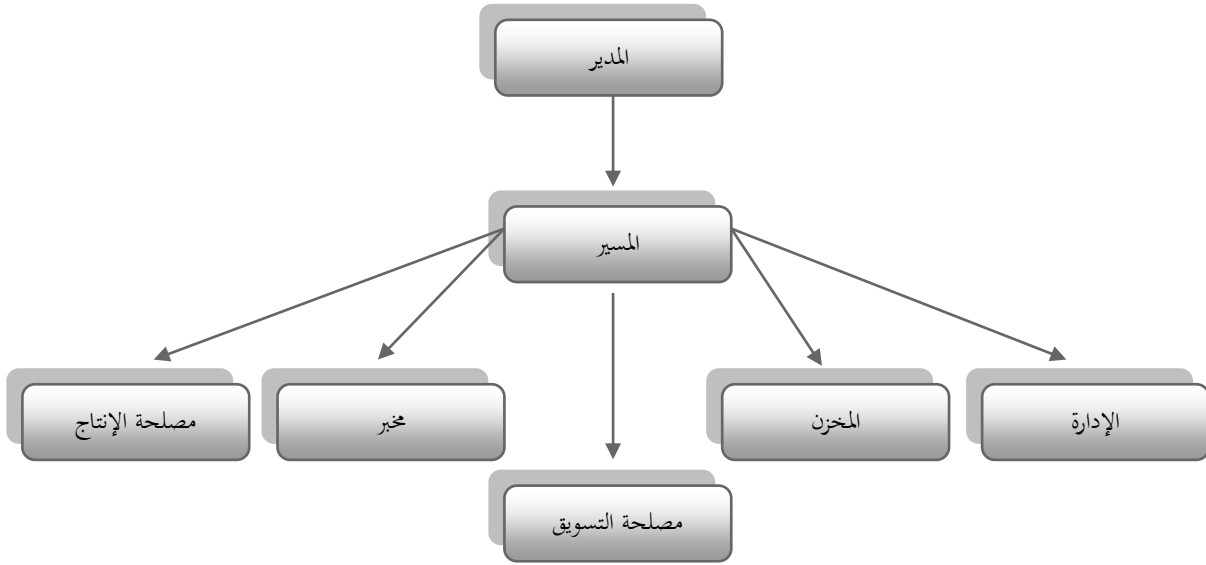 المدير
المسير
الإدارة
المخزن
مخبر
مصلحة الإنتاج
مصلحة التسويق